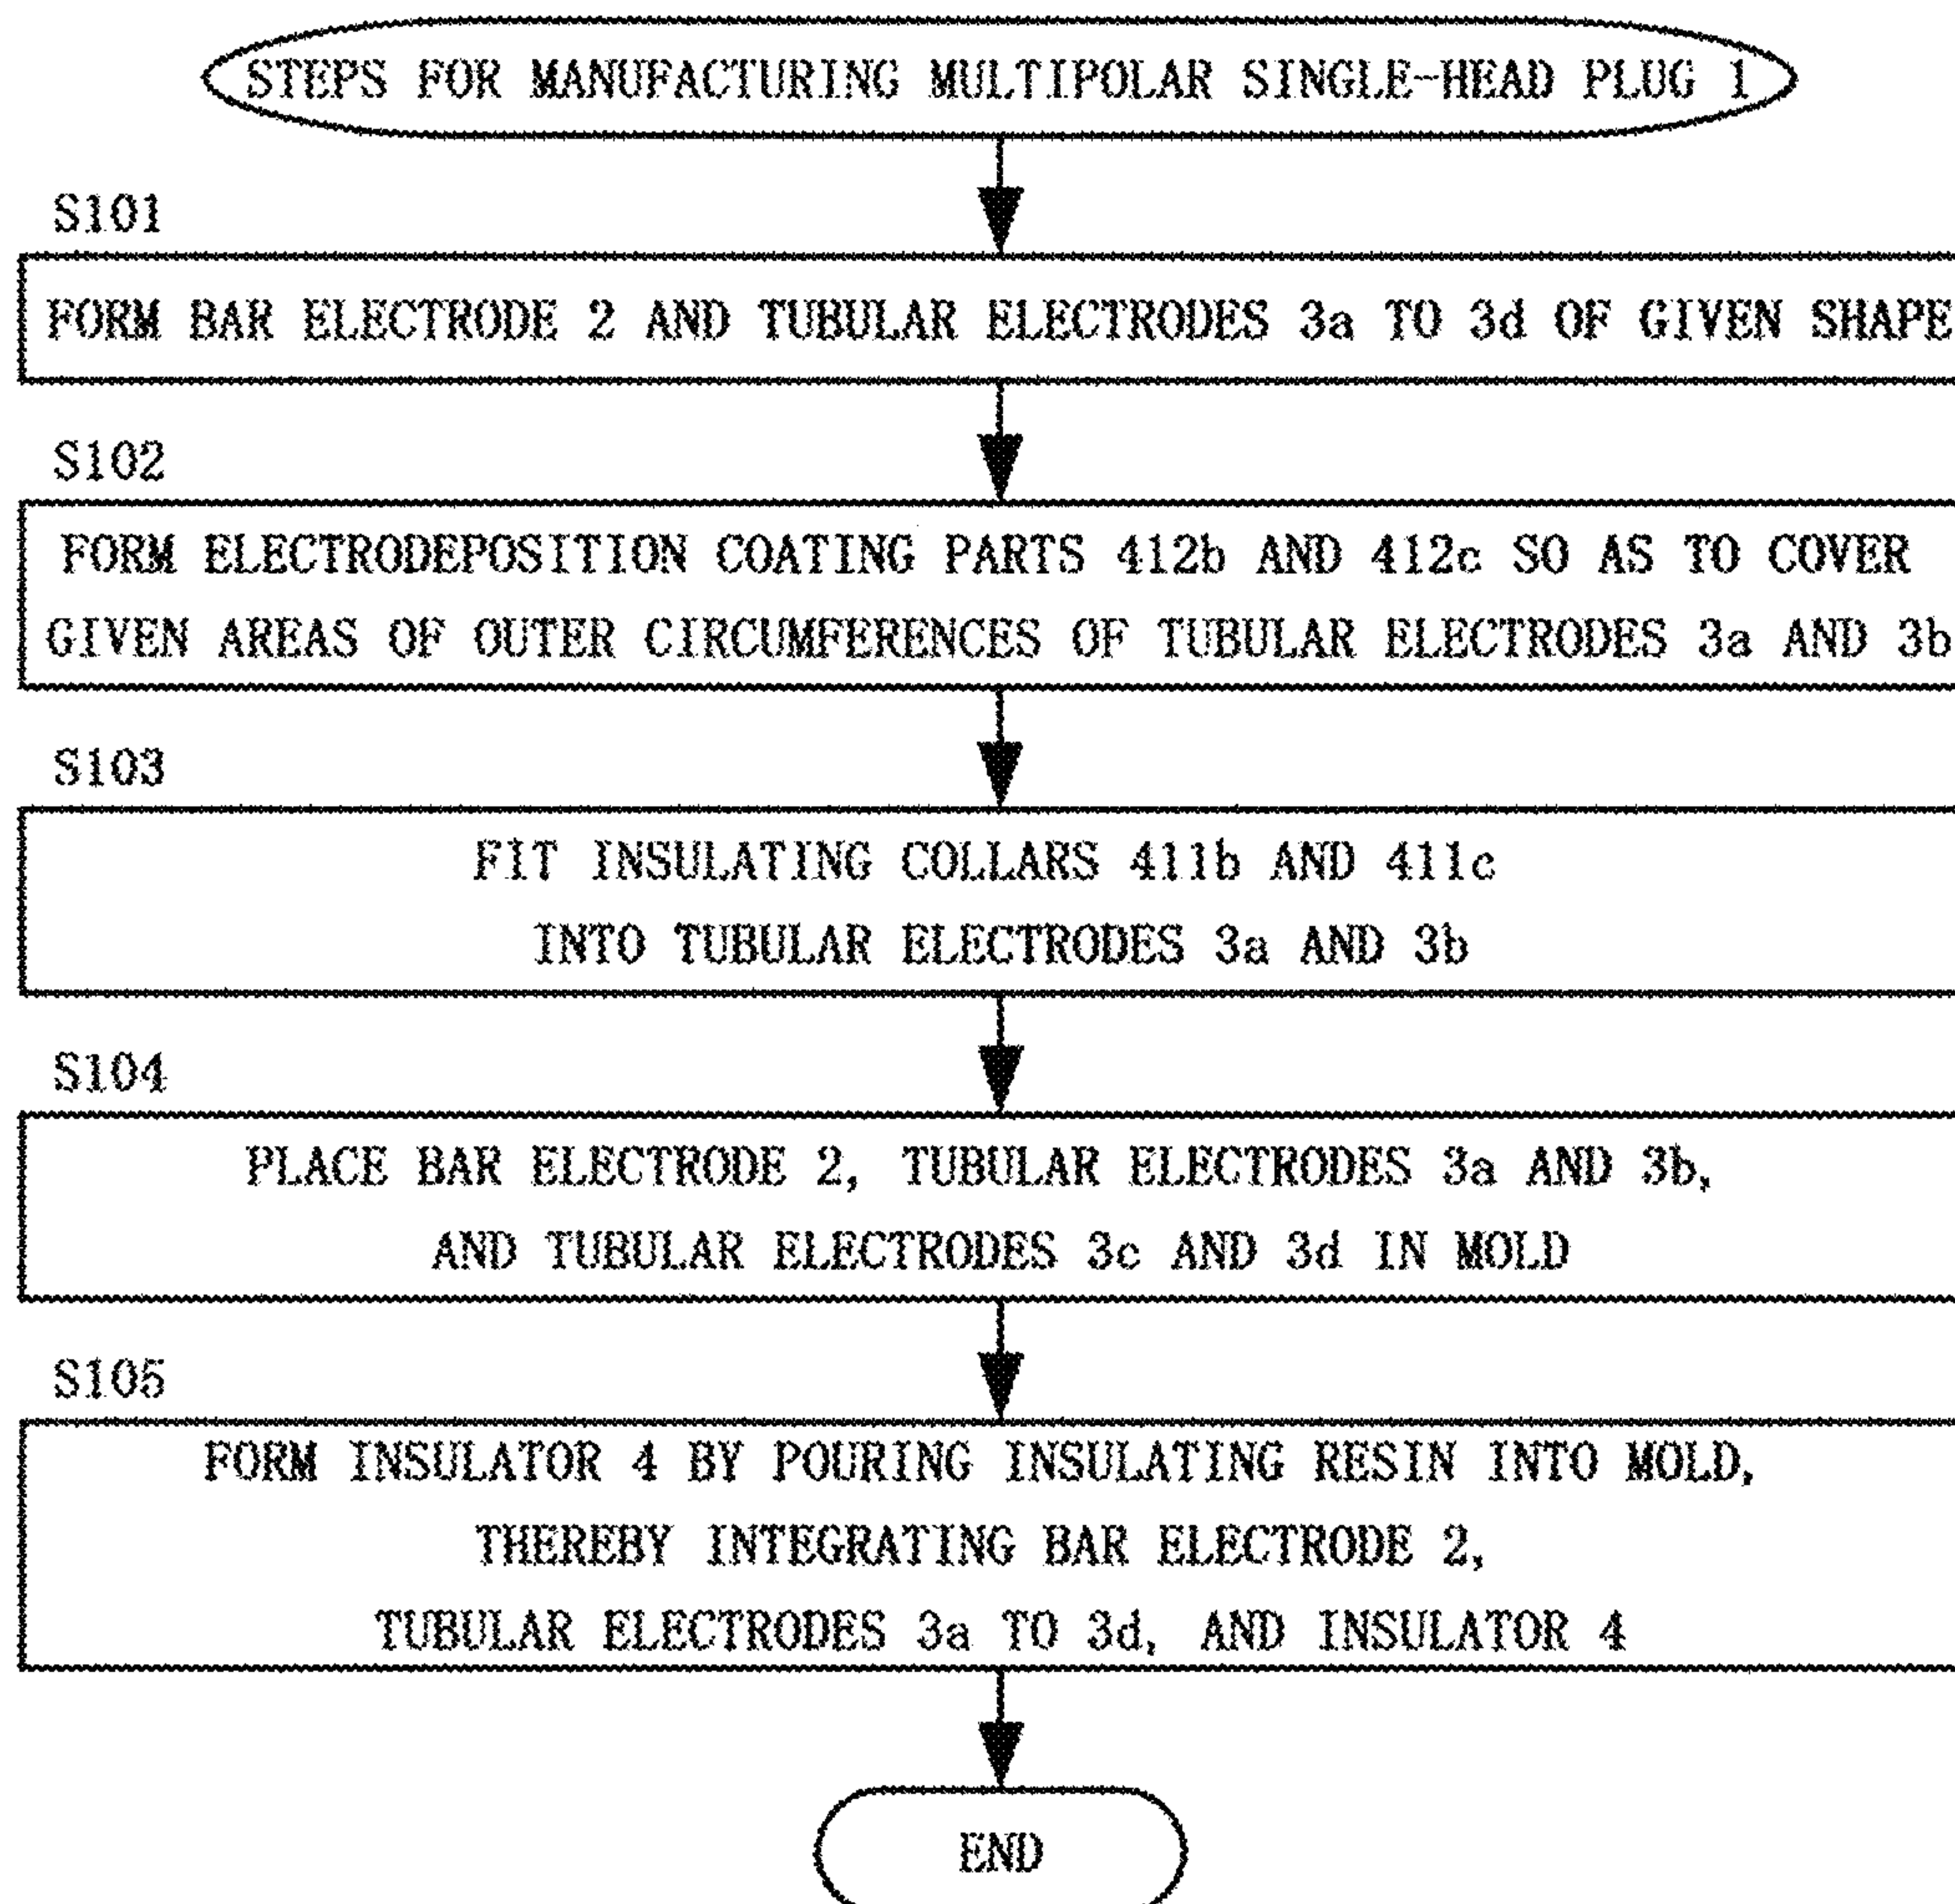 STEPS FOR MANUFACTURING MULTIPOLAR SINGLE-HEAD PLUG 1
S101
FORM BAR ELECTRODE 2 AND TUBULAR ELECTRODES 3a TO 3d OF GIVEN SHAPE
S102
FORM ELECTRODEPOSITION COATING PARTS 412b AND 412c SO AS TO COVER
GIVEN AREAS OF OUTER CIRCUMFERENCES OF TUBULAR ELECTRODES 3a AND 3b
S103
FIT INSULATING COLLARS 411b AND 411c
INTO TUBULAR ELECTRODES 3a AND 3b
S104
PLACE BAR ELECTRODE 2, TUBULAR ELECTRODES 3a AND 3b,
AND TUBULAR ELECTRODES 3c AND 3d IN MOLD
S105
FORM INSULATOR 4 BY POURING INSULATING RESIN INTO MOLD,
THEREBY INTEGRATING BAR ELECTRODE 2,
TUBULAR ELECTRODES 3a TO 3d, AND INSULATOR 4
END